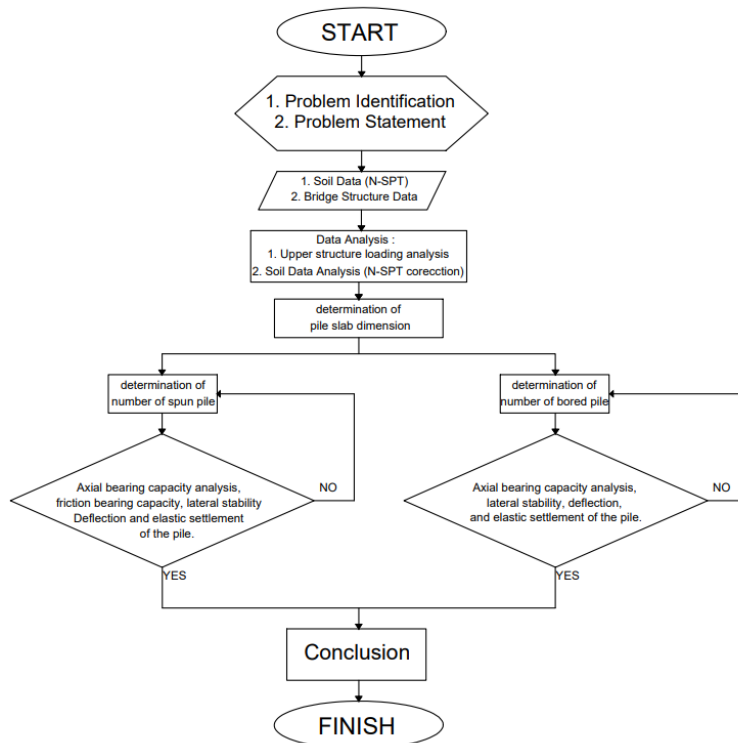 START
1. Problem Identification
2. Problem Statement
1. Soil Data (N-SPT)
2. Bridge Structure Data
Data Analysis :
1. Upper structure loading analysis
2. Soil Data Analysis (N-SPT corecction)
determination of
pile slab dimension
determination of
number of spun pile
Axial bearing capacity analysis,
friction bearing capacity, lateral stability
Deflection and elastic settlement
of the pile.
NO
YES
determination of
number of bored pile
Axial bearing capacity analysis,
lateral stability, deflection,
and elastic settlement of the pile.
NO
YES
Conclusion
FINISH